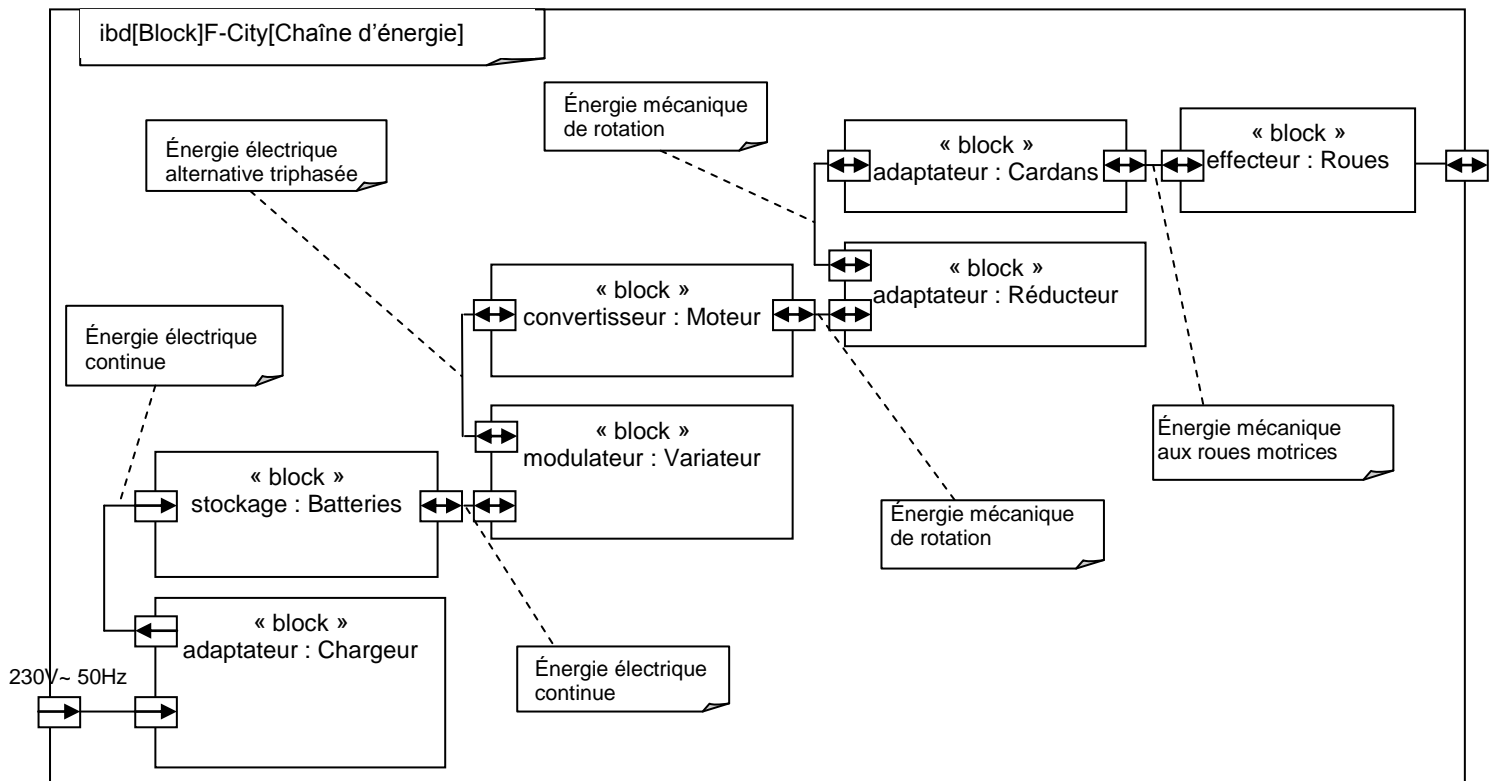 ibd[Block]F-City[Chaîne d’énergie]
Énergie mécanique
de rotation
« block »
adaptateur : Cardans
« block »
effecteur : Roues
Énergie électrique
alternative triphasée
« block »
adaptateur : Réducteur
« block »
convertisseur : Moteur
Énergie électrique
continue
Énergie mécanique
aux roues motrices
« block »
modulateur : Variateur
« block »
stockage : Batteries
Énergie mécanique
de rotation
« block »
adaptateur : Chargeur
230V~ 50Hz
Énergie électrique
continue